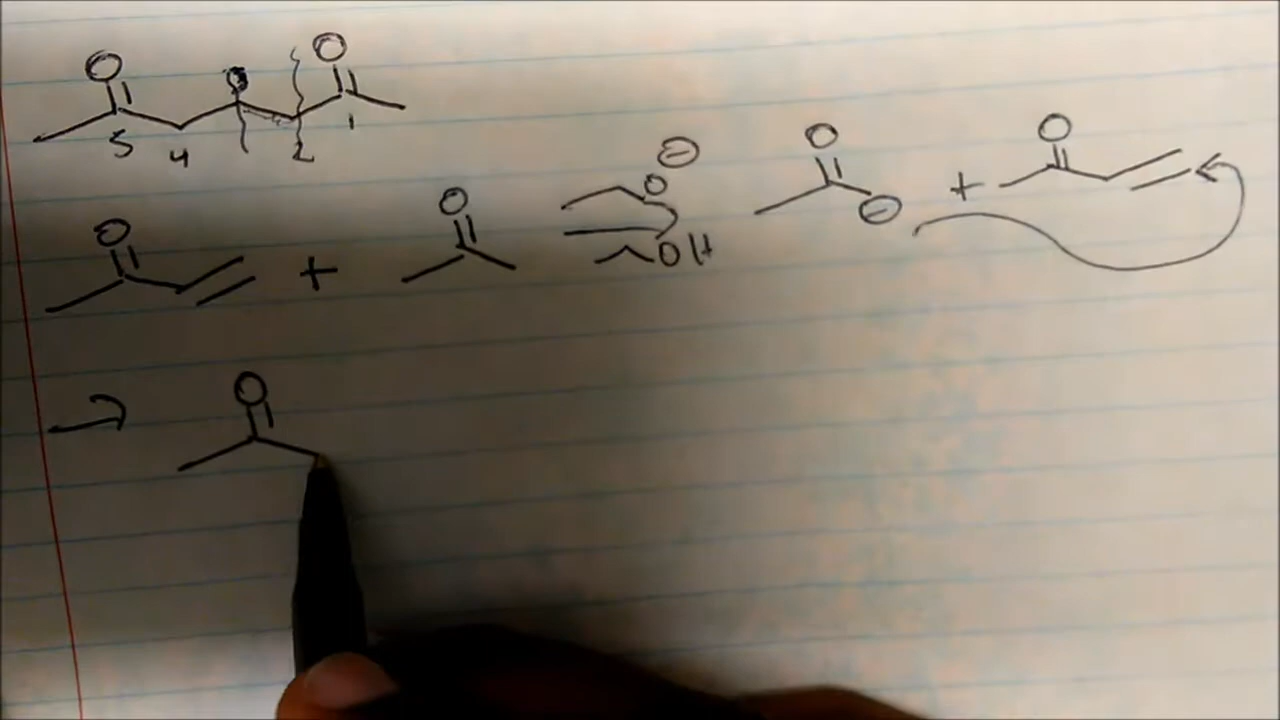 O O
5 4 2 1
O + O O ⊖ OH O ⊖ + O
→ O